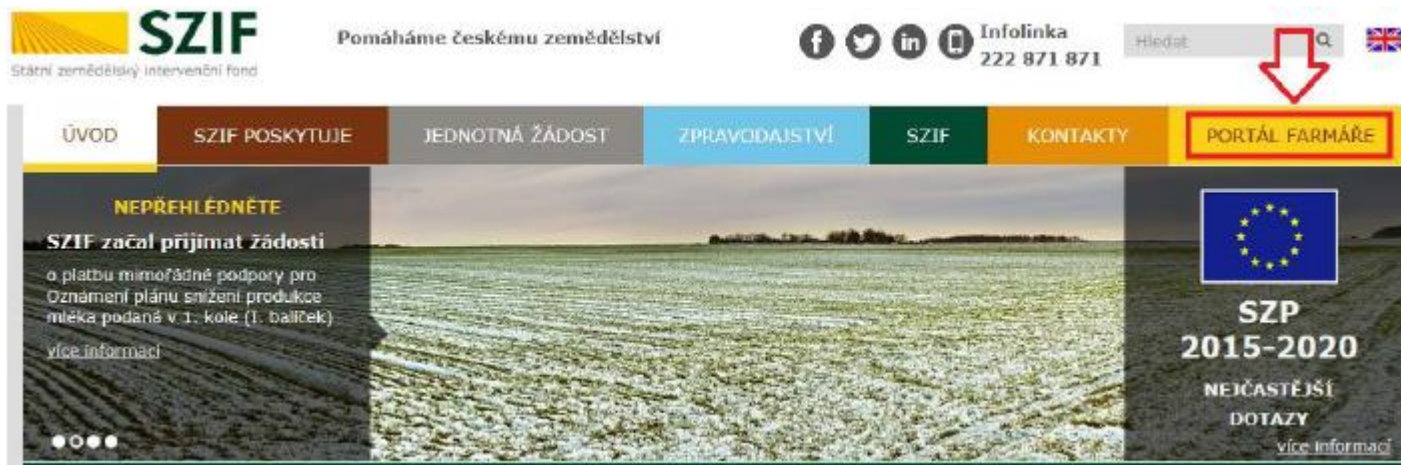 SZIF
Státní zemědělský intervenční fond
Pomáháme českému zemědělství
Infolinka
222 871 871
Hledat
ÚVOD
SZIF POSKYTUJE
JEDNOTNÁ ŽÁDOST
ZPRAVODAJSTVÍ
SZIF
KONTAKTY
PORTÁL FARMÁŘE
NEPŘEHLÉDNĚTE
SZIF začal přijímat žádosti
o platbu mimořádné podpory pro
Oznámení plánu snížení produkce
mléka podaná v 1. kole (I. balíček)
více informací
SZP
2015-2020
NEJČASTĚJŠÍ
DOTAZY
více informací